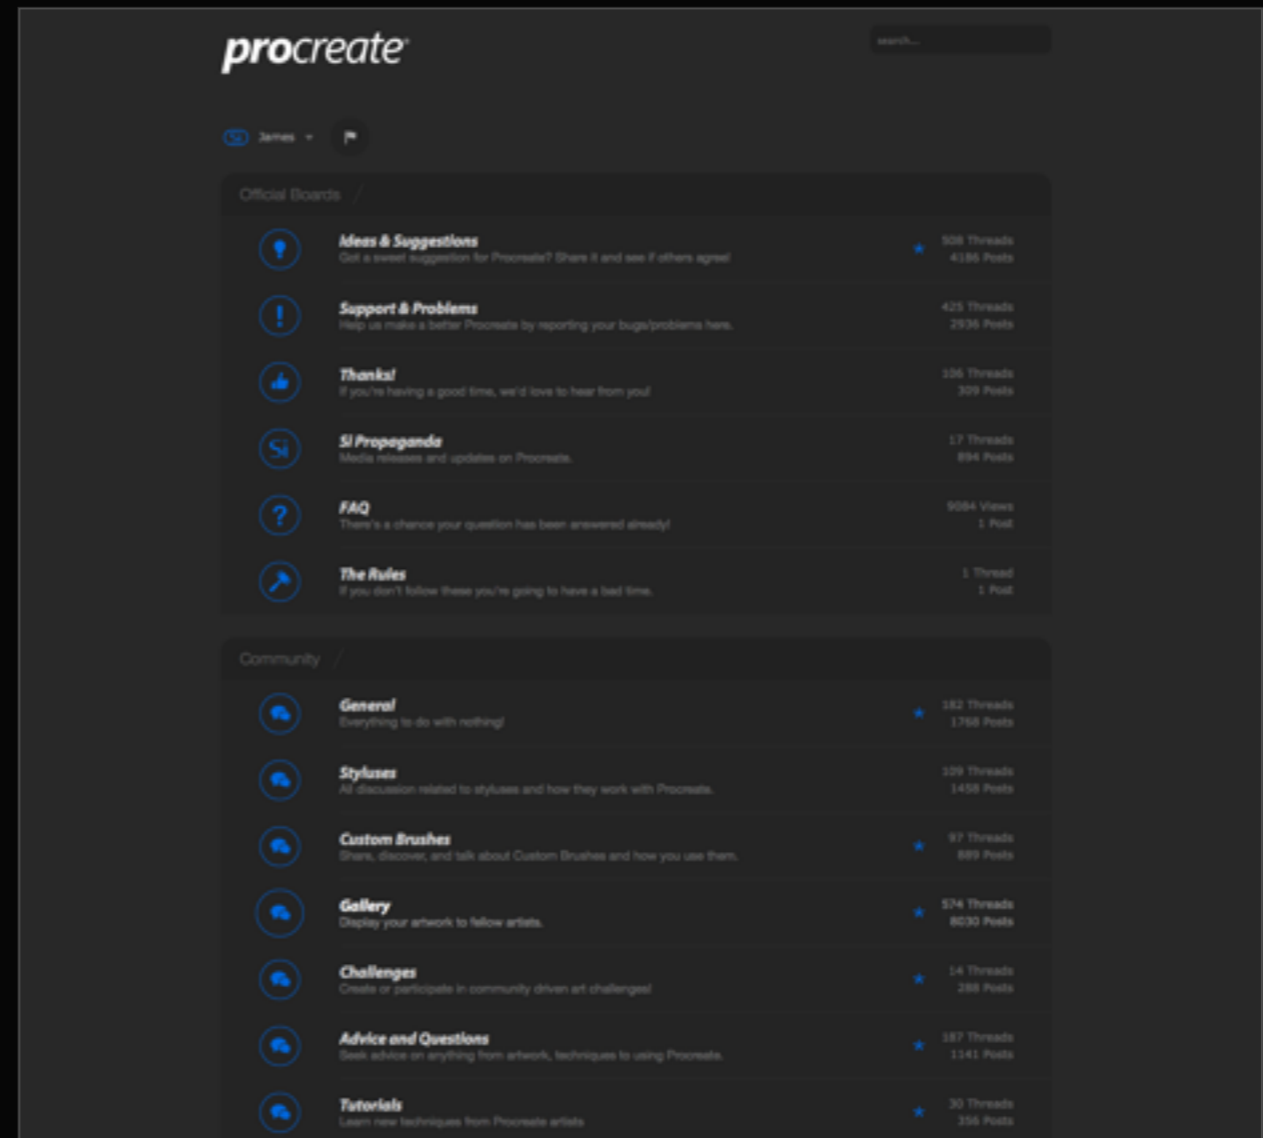 procreate
search...
Si James
Official Boards /
Ideas & Suggestions
Got a sweet suggestion for Procreate? Share it and see if others agree!
508 Threads
4186 Posts
Support & Problems
Help us make a better Procreate by reporting your bugs/problems here.
425 Threads
2936 Posts
Thanks!
If you're having a good time, we'd love to hear from you!
106 Threads
309 Posts
Si
Si Propaganda
Media releases and updates on Procreate.
17 Threads
894 Posts
?
FAQ
There's a chance your question has been answered already!
9084 Views
1 Post
The Rules
If you don't follow these you're going to have a bad time.
1 Thread
1 Post
Community /
General
Everything to do with nothing!
182 Threads
1768 Posts
Styluses
All discussion related to styluses and how they work with Procreate.
109 Threads
1458 Posts
Custom Brushes
Share, discover, and talk about Custom Brushes and how you use them.
97 Threads
889 Posts
Gallery
Display your artwork to fellow artists.
574 Threads
8030 Posts
Challenges
Create or participate in community driven art challenges!
14 Threads
288 Posts
Advice and Questions
Seek advice on anything from artwork, techniques to using Procreate.
187 Threads
1141 Posts
Tutorials
Learn new techniques from Procreate artists
30 Threads
356 Posts